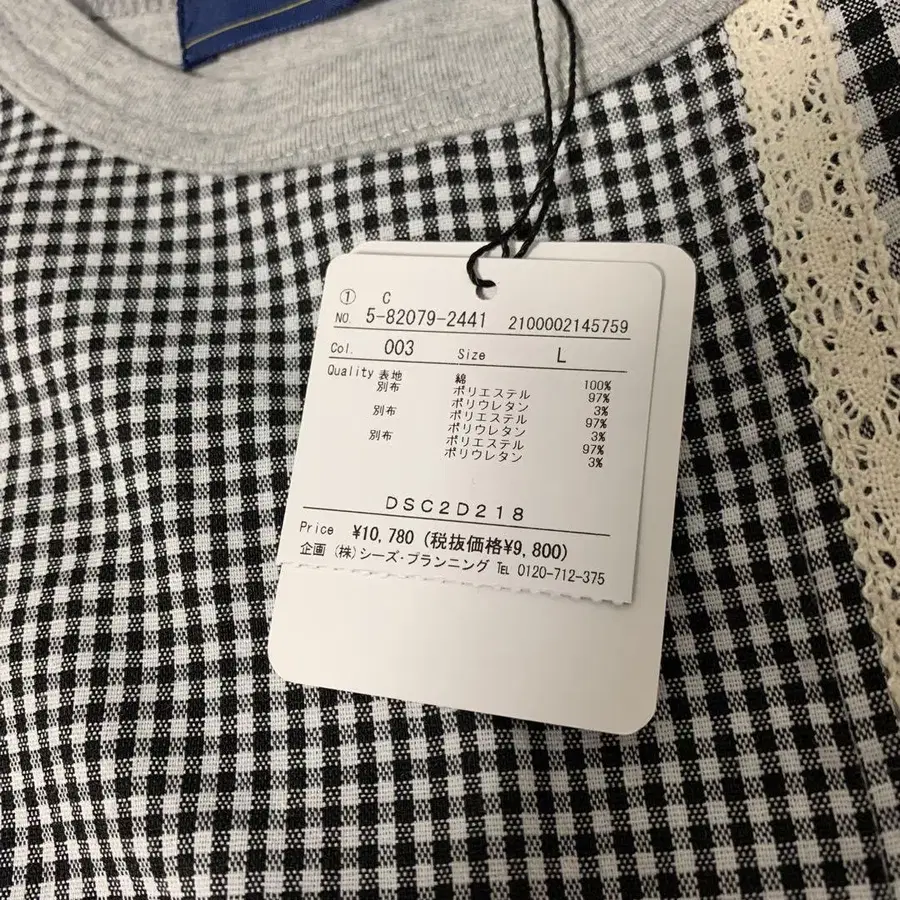 ① C
NO. 5-82079-2441 2100002145759
Col. 003 Size L
Quality 表地 綿 100%
別布 ポリエステル 97%
ポリウレタン 3%
別布 ポリエステル 97%
ポリウレタン 3%
別布 ポリエステル 97%
ポリウレタン 3%
DSC2D218
Price ¥10,780 (税抜価格¥9,800)
企画 (株)シーズ・プランニング TEL 0120-712-375